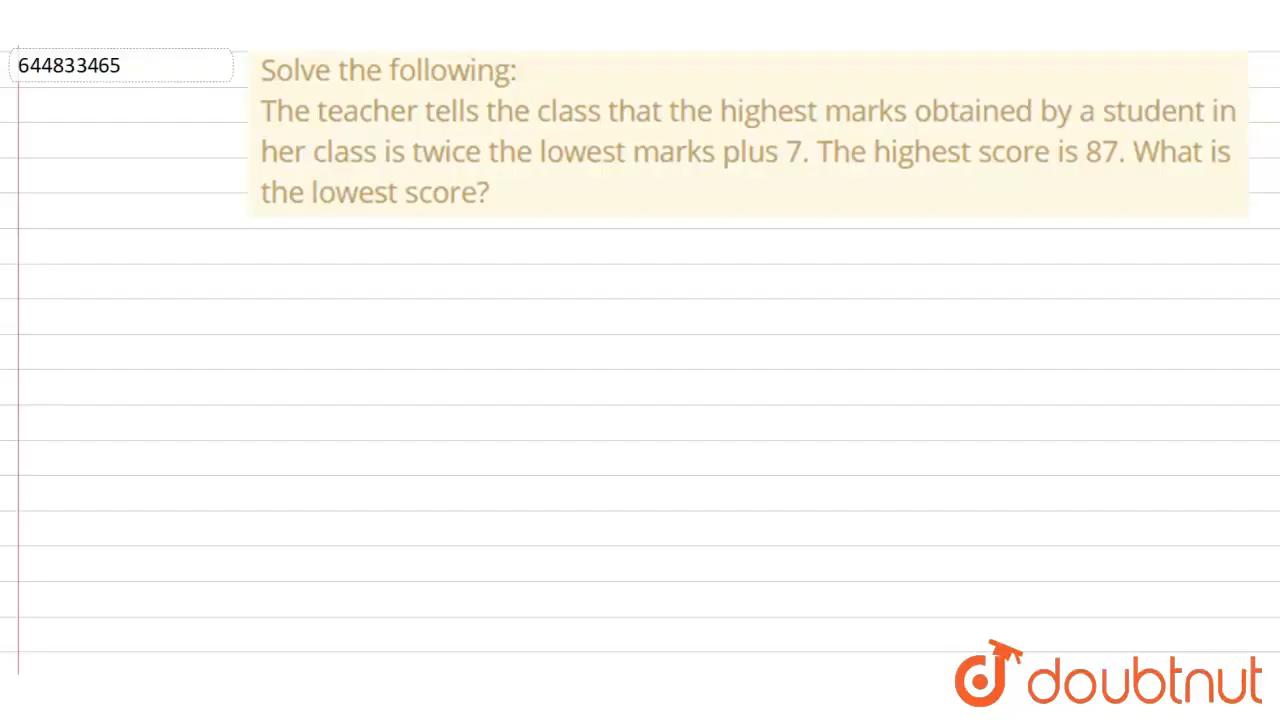 644833465
Solve the following:
The teacher tells the class that the highest marks obtained by a student in
her class is twice the lowest marks plus 7. The highest score is 87. What is
the lowest score?
doubtnut